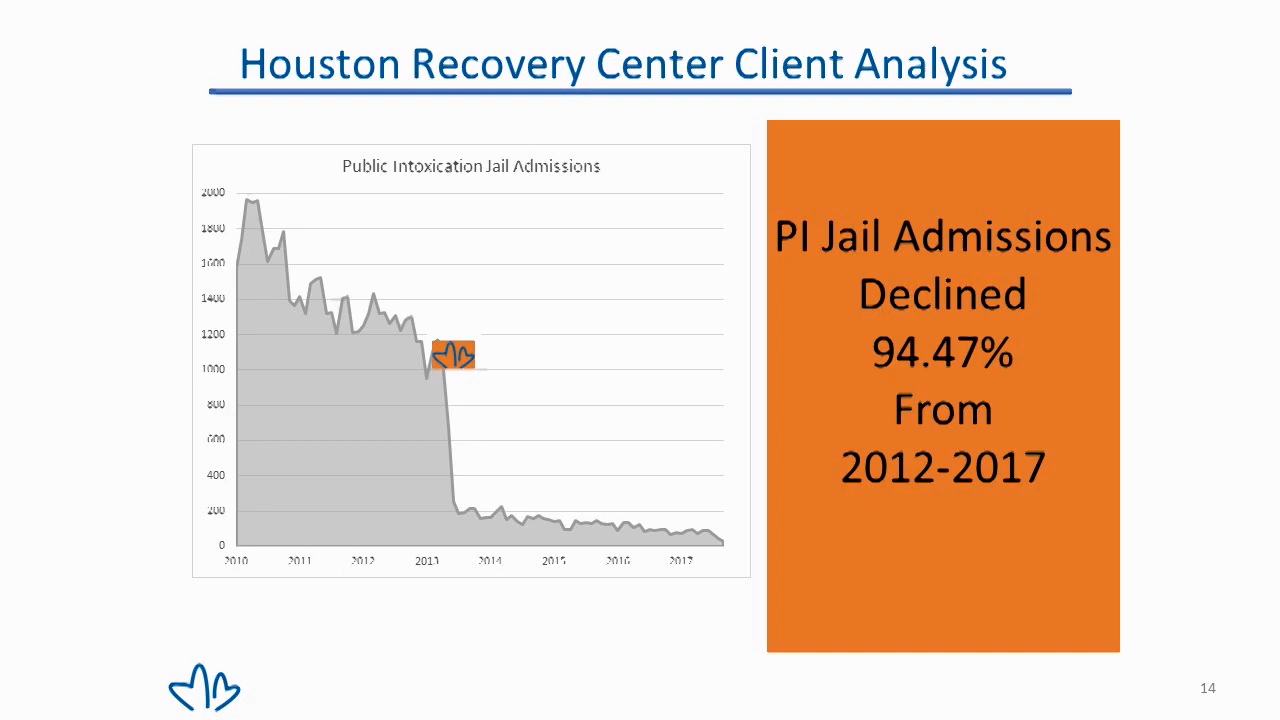 Houston Recovery Center Client Analysis
Public Intoxication Jail Admissions
2000
1800
1600
1400
1200
1000
800
600
400
200
0
2010 2011 2012 2013 2014 2015 2016 2017
PI Jail Admissions
Declined
94.47%
From
2012-2017
14